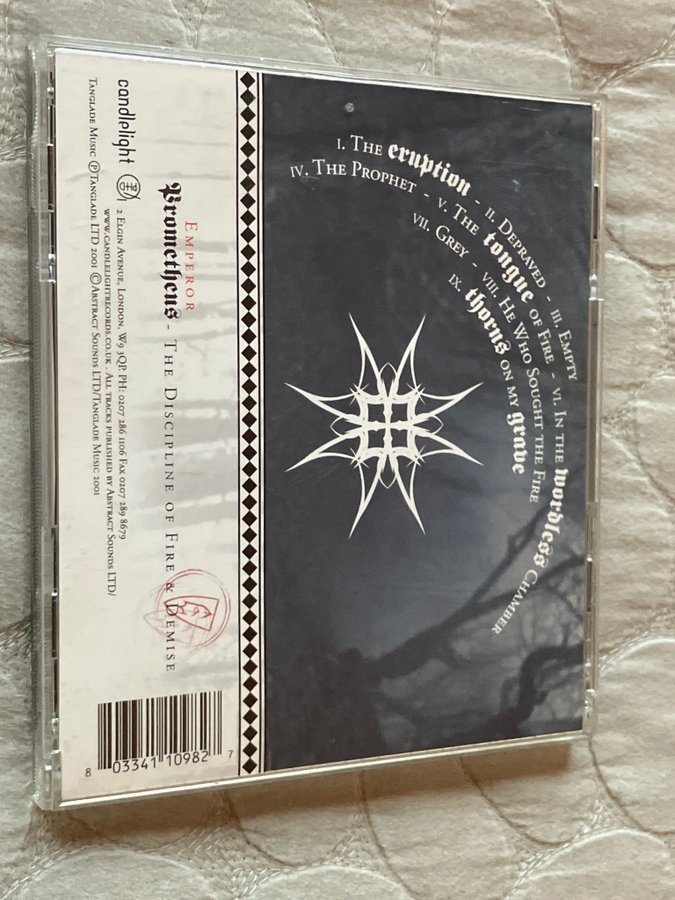 I. The eruption - II. Depraved - III. Empty
IV. The Prophet - V. The tongue of Fire - VI. In the wordless Chamber
VII. Grey - VIII. He Who Sought the Fire
IX. thorns on my grave
Emperor
Prometheus - The Discipline of Fire & Demise
candlelight
2 Elgin Avenue, London, W9 3QP. PH: 0207 286 1106 Fax 0207 289 8679
www.candlelightrecords.co.uk . All tracks published by Abstract Sounds LTD/
Tanglade Music ℗Tanglade LTD 2001 ©Abstract Sounds LTD/Tanglade Music 2001
8 03341 10982 7